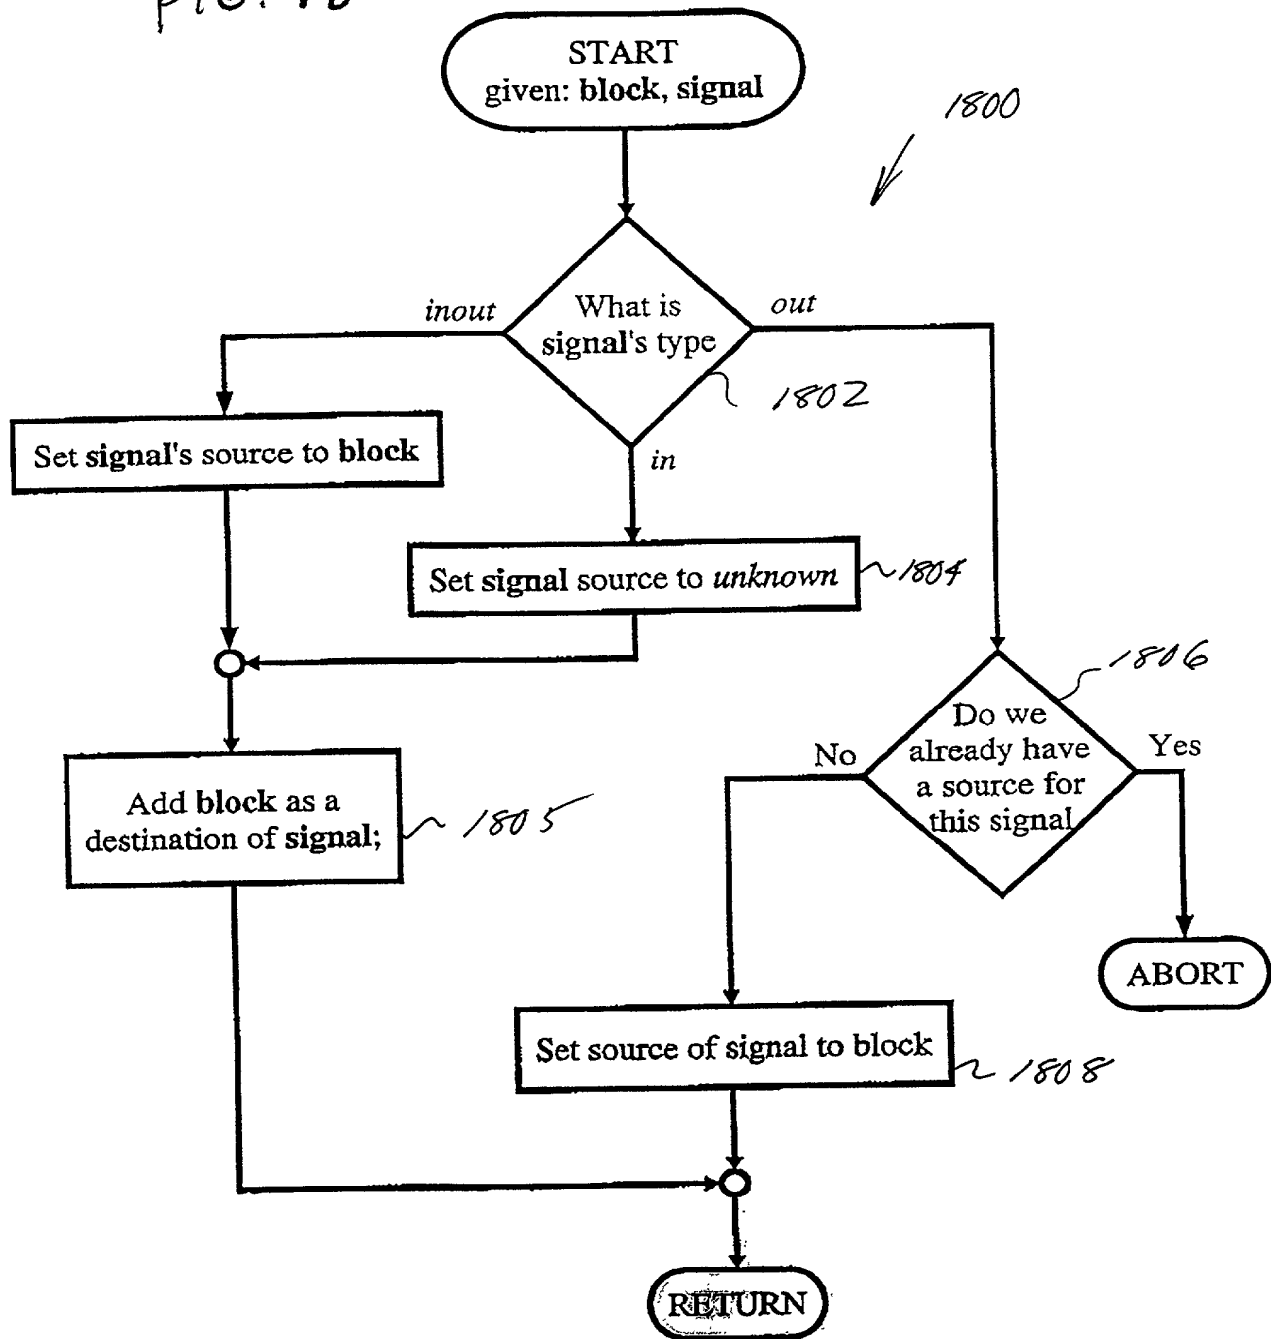 START
given: block, signal
1800
inout
What is
signal's type
out
1802
Set signal's source to block
in
Set signal source to unknown
1804
1806
Do we
already have
a source for
this signal
No
Yes
Add block as a
destination of signal;
1805
ABORT
Set source of signal to block
1808
RETURN